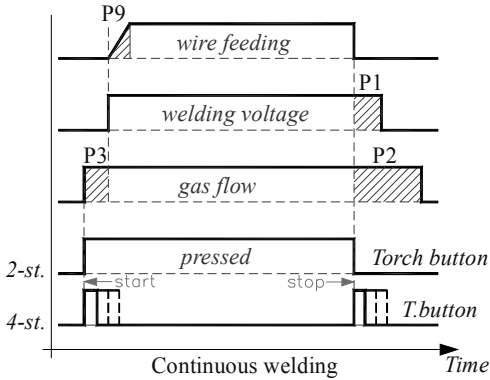 P9
wire feeding
P1
welding voltage
P3
P2
gas flow
pressed
Torch button
2-st.
start
stop
T.button
4-st.
Continuous welding
Time